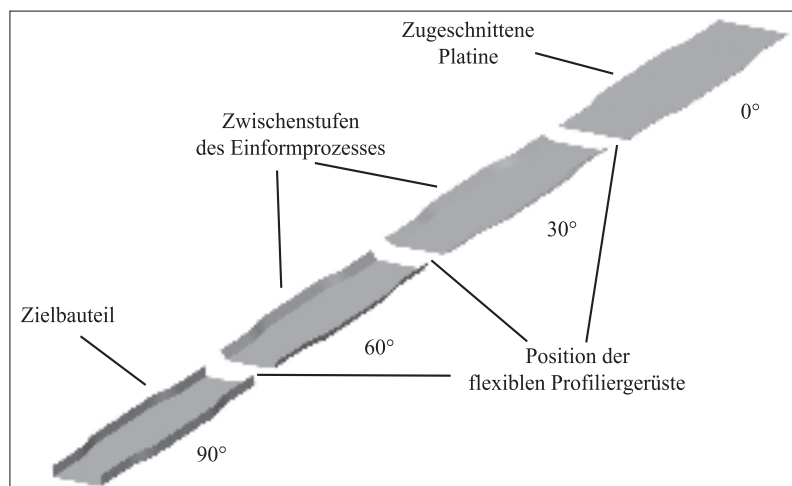 Zugeschnittene
Platine
0°
Zwischenstufen
des Einformprozesses
30°
Zielbauteil
60°
Position der
flexiblen Profiliergerüste
90°